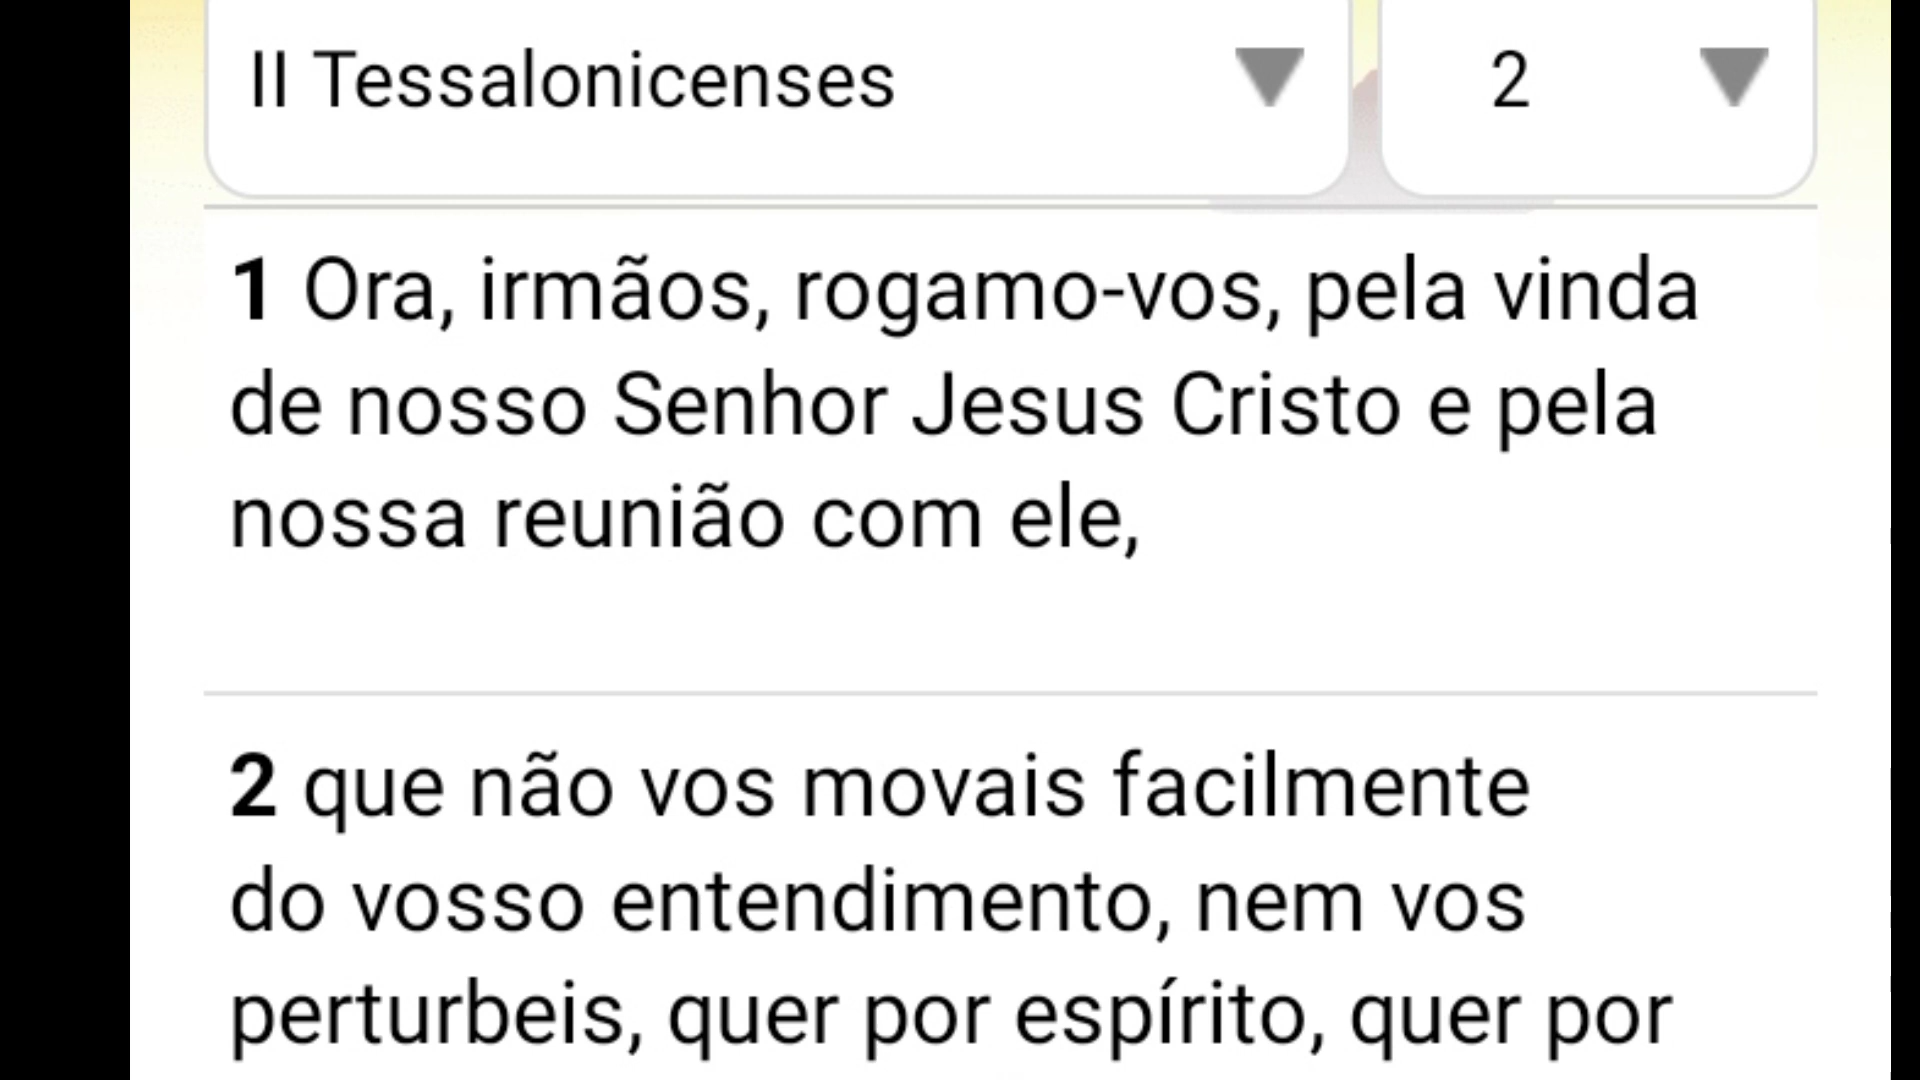 II Tessalonicenses 2
1 Ora, irmãos, rogamo-vos, pela vinda
de nosso Senhor Jesus Cristo e pela
nossa reunião com ele,
2 que não vos movais facilmente
do vosso entendimento, nem vos
perturbeis, quer por espírito, quer por